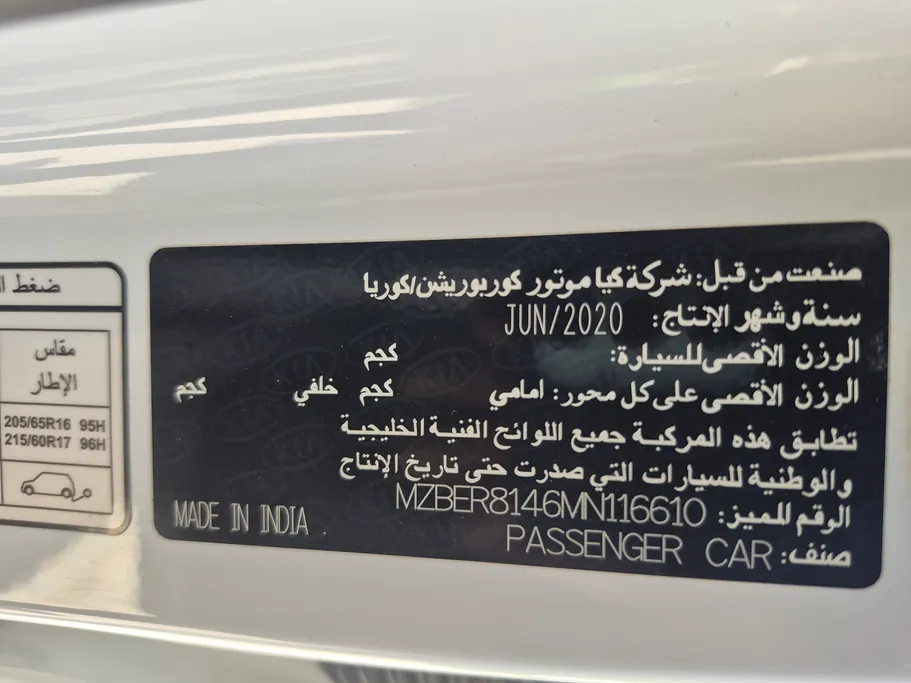 صنعت من قبل: شركة كيا موتور كوربوريشن/كوريا
سنة وشهر الإنتاج: JUN/2020
الوزن الأقصى للسيارة: كجم
الوزن الأقصى على كل محور: امامي كجم خلفي كجم
تطابق هذه المركبة جميع اللوائح الفنية الخليجية
والوطنية للسيارات التي صدرت حتى تاريخ الإنتاج
الرقم المميز: MZBER8146MN116610
صنف: PASSENGER CAR
MADE IN INDIA
ضغط
مقاس
الإطار
205/65R16 95H
215/60R17 96H